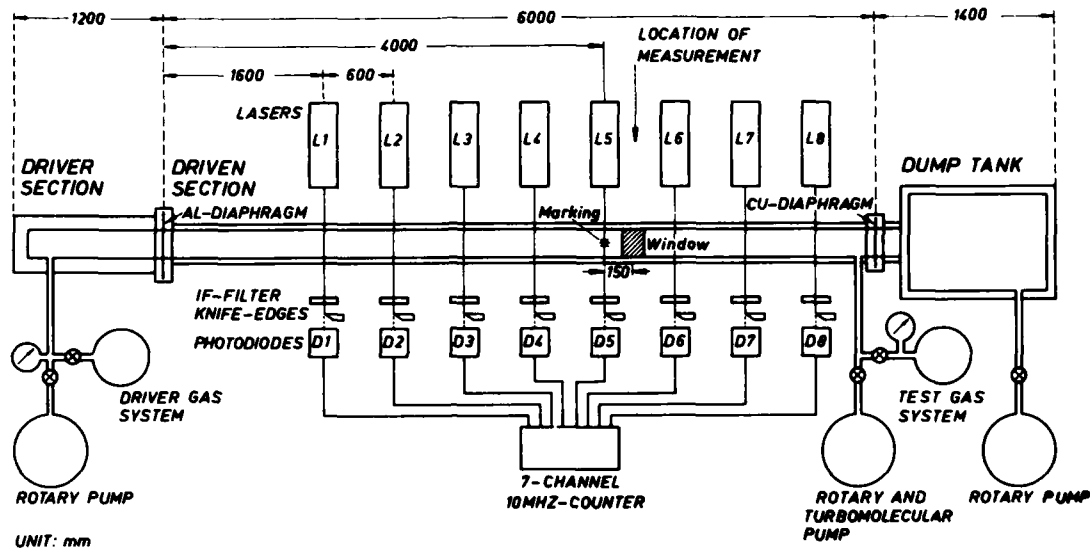 1200
6000
1400
4000
LOCATION OF
MEASUREMENT
1600
600
LASERS
L1
L2
L3
L4
L5
L6
L7
L8
DRIVER
SECTION
DRIVEN
SECTION
DUMP TANK
AL-DIAPHRAGM
CU-DIAPHRAGM
Marking
Window
150
IF-FILTER
KNIFE-EDGES
PHOTODIODES
D1
D2
D3
D4
D5
D6
D7
D8
DRIVER GAS
SYSTEM
TEST GAS
SYSTEM
7-CHANNEL
10MHZ-COUNTER
ROTARY PUMP
ROTARY AND
TURBOMOLECULAR
PUMP
ROTARY PUMP
UNIT: mm